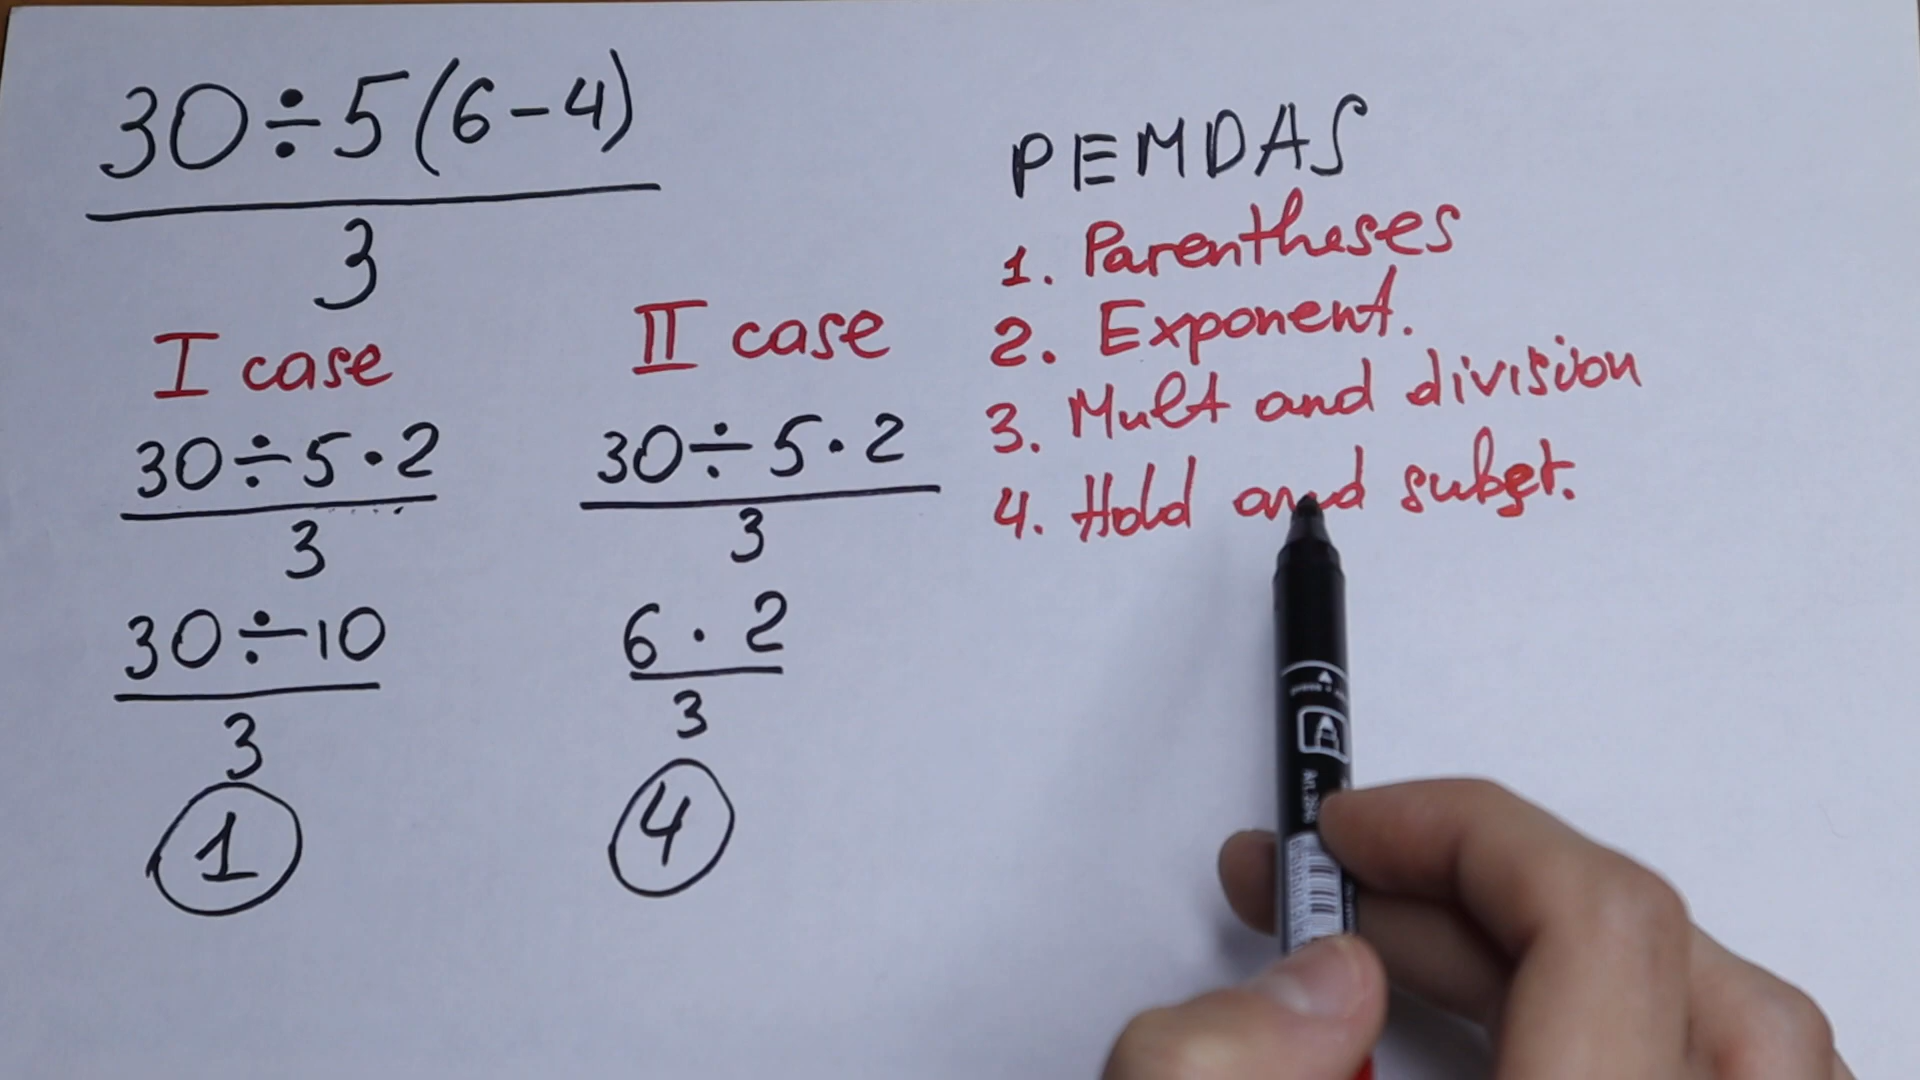 30÷5(6-4)
3
I case
30÷5·2
3
30÷10
3
1
II case
30÷5·2
3
6·2
3
4
PEMDAS
1. Parentheses
2. Exponent.
3. Mult and division
4. Hold and subst.